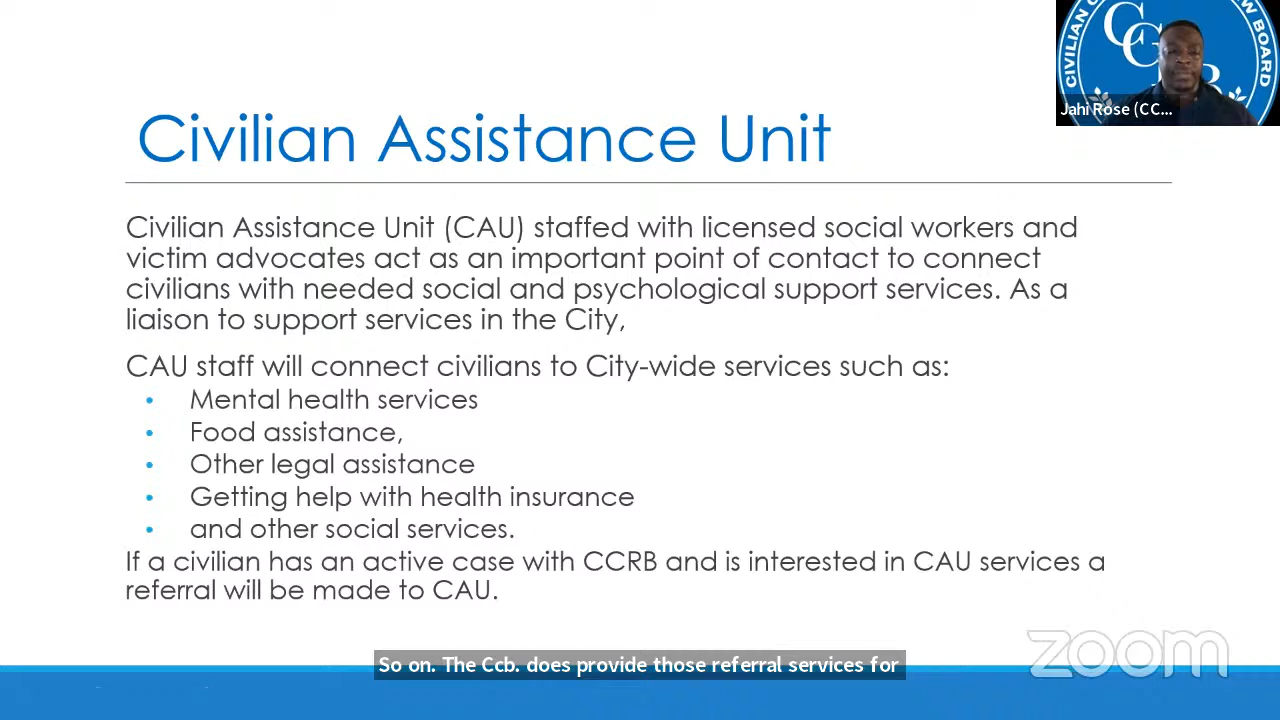 CIVILIAN
BOARD
Jahi Rose (CC...
Civilian Assistance Unit
Civilian Assistance Unit (CAU) staffed with licensed social workers and
victim advocates act as an important point of contact to connect
civilians with needed social and psychological support services. As a
liaison to support services in the City,
CAU staff will connect civilians to City-wide services such as:
• Mental health services
• Food assistance,
• Other legal assistance
• Getting help with health insurance
• and other social services.
If a civilian has an active case with CCRB and is interested in CAU services a
referral will be made to CAU.
zoom
So on. The Ccb. does provide those referral services for